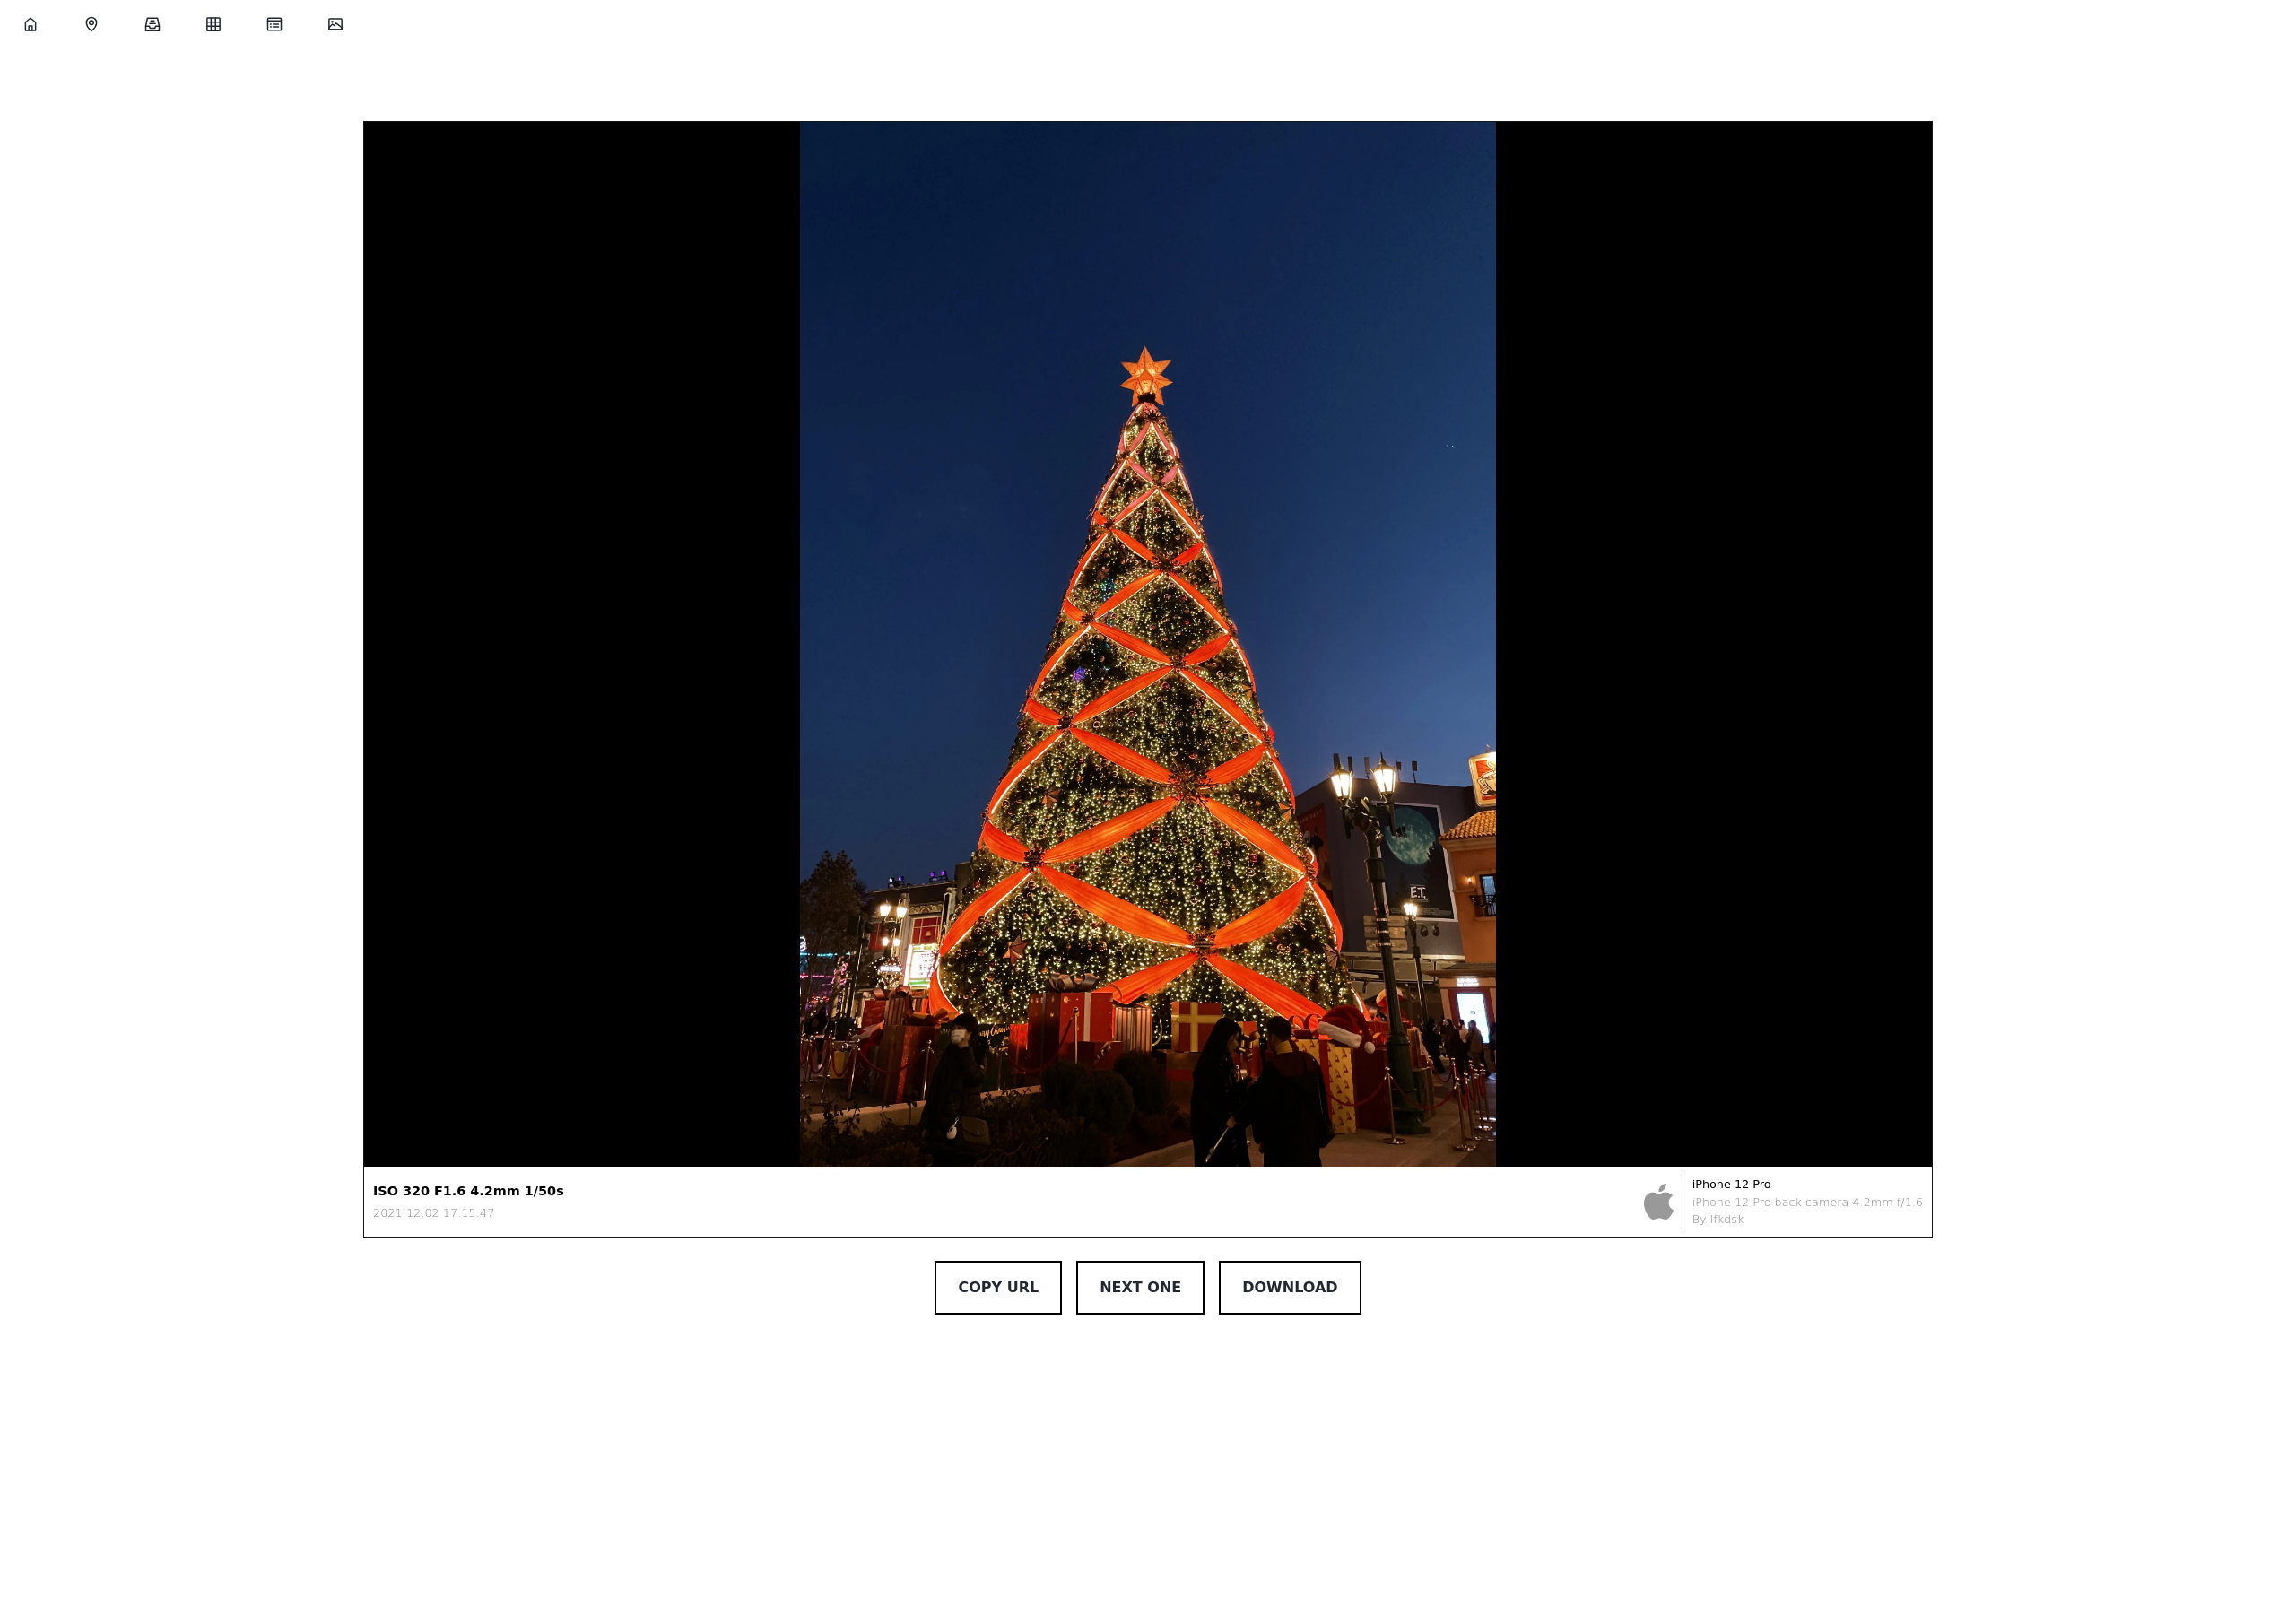 E.T.
ISO 320 F1.6 4.2mm 1/50s
2021:12:02 17:15:47
iPhone 12 Pro
iPhone 12 Pro back camera 4.2mm f/1.6
By lfkdsk
COPY URL
NEXT ONE
DOWNLOAD